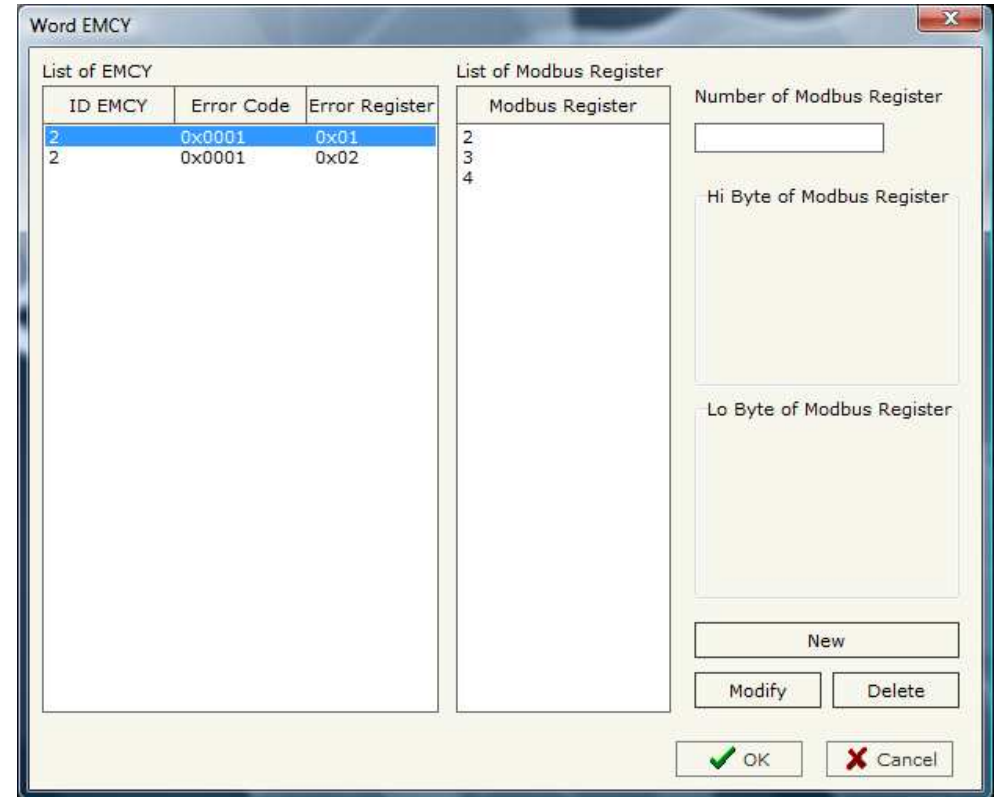 Word EMCY
List of EMCY
ID EMCY Error Code Error Register
2 0x0001 0x01
2 0x0001 0x02
List of Modbus Register
Modbus Register
2
3
4
Number of Modbus Register
Hi Byte of Modbus Register
Lo Byte of Modbus Register
New
Modify Delete
OK Cancel